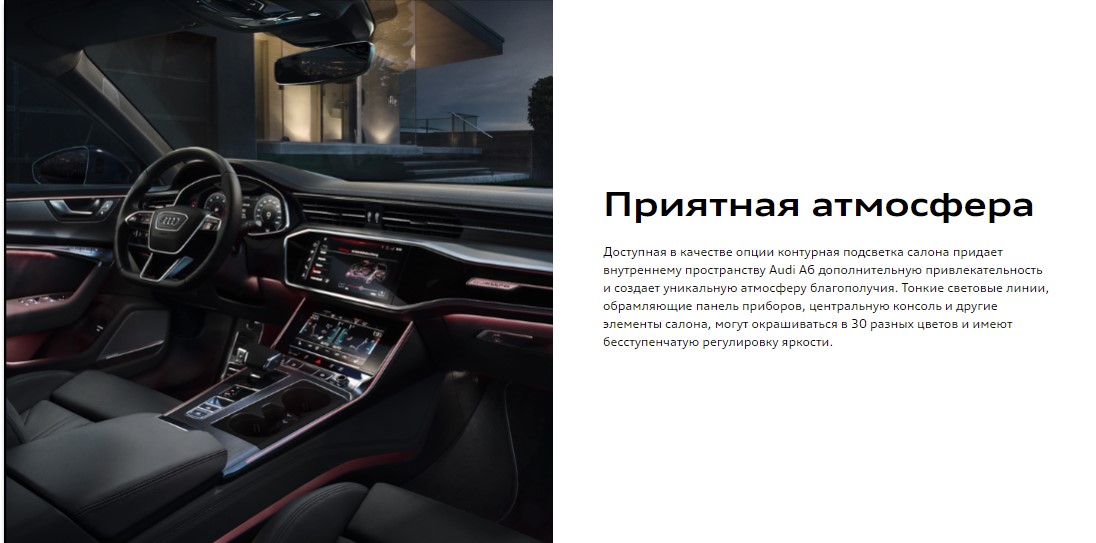 Приятная атмосфера
Доступная в качестве опции контурная подсветка салона придает
внутреннему пространству Audi A6 дополнительную привлекательность
и создает уникальную атмосферу благополучия. Тонкие световые линии,
обрамляющие панель приборов, центральную консоль и другие
элементы салона, могут окрашиваться в 30 разных цветов и имеют
бесступенчатую регулировку яркости.